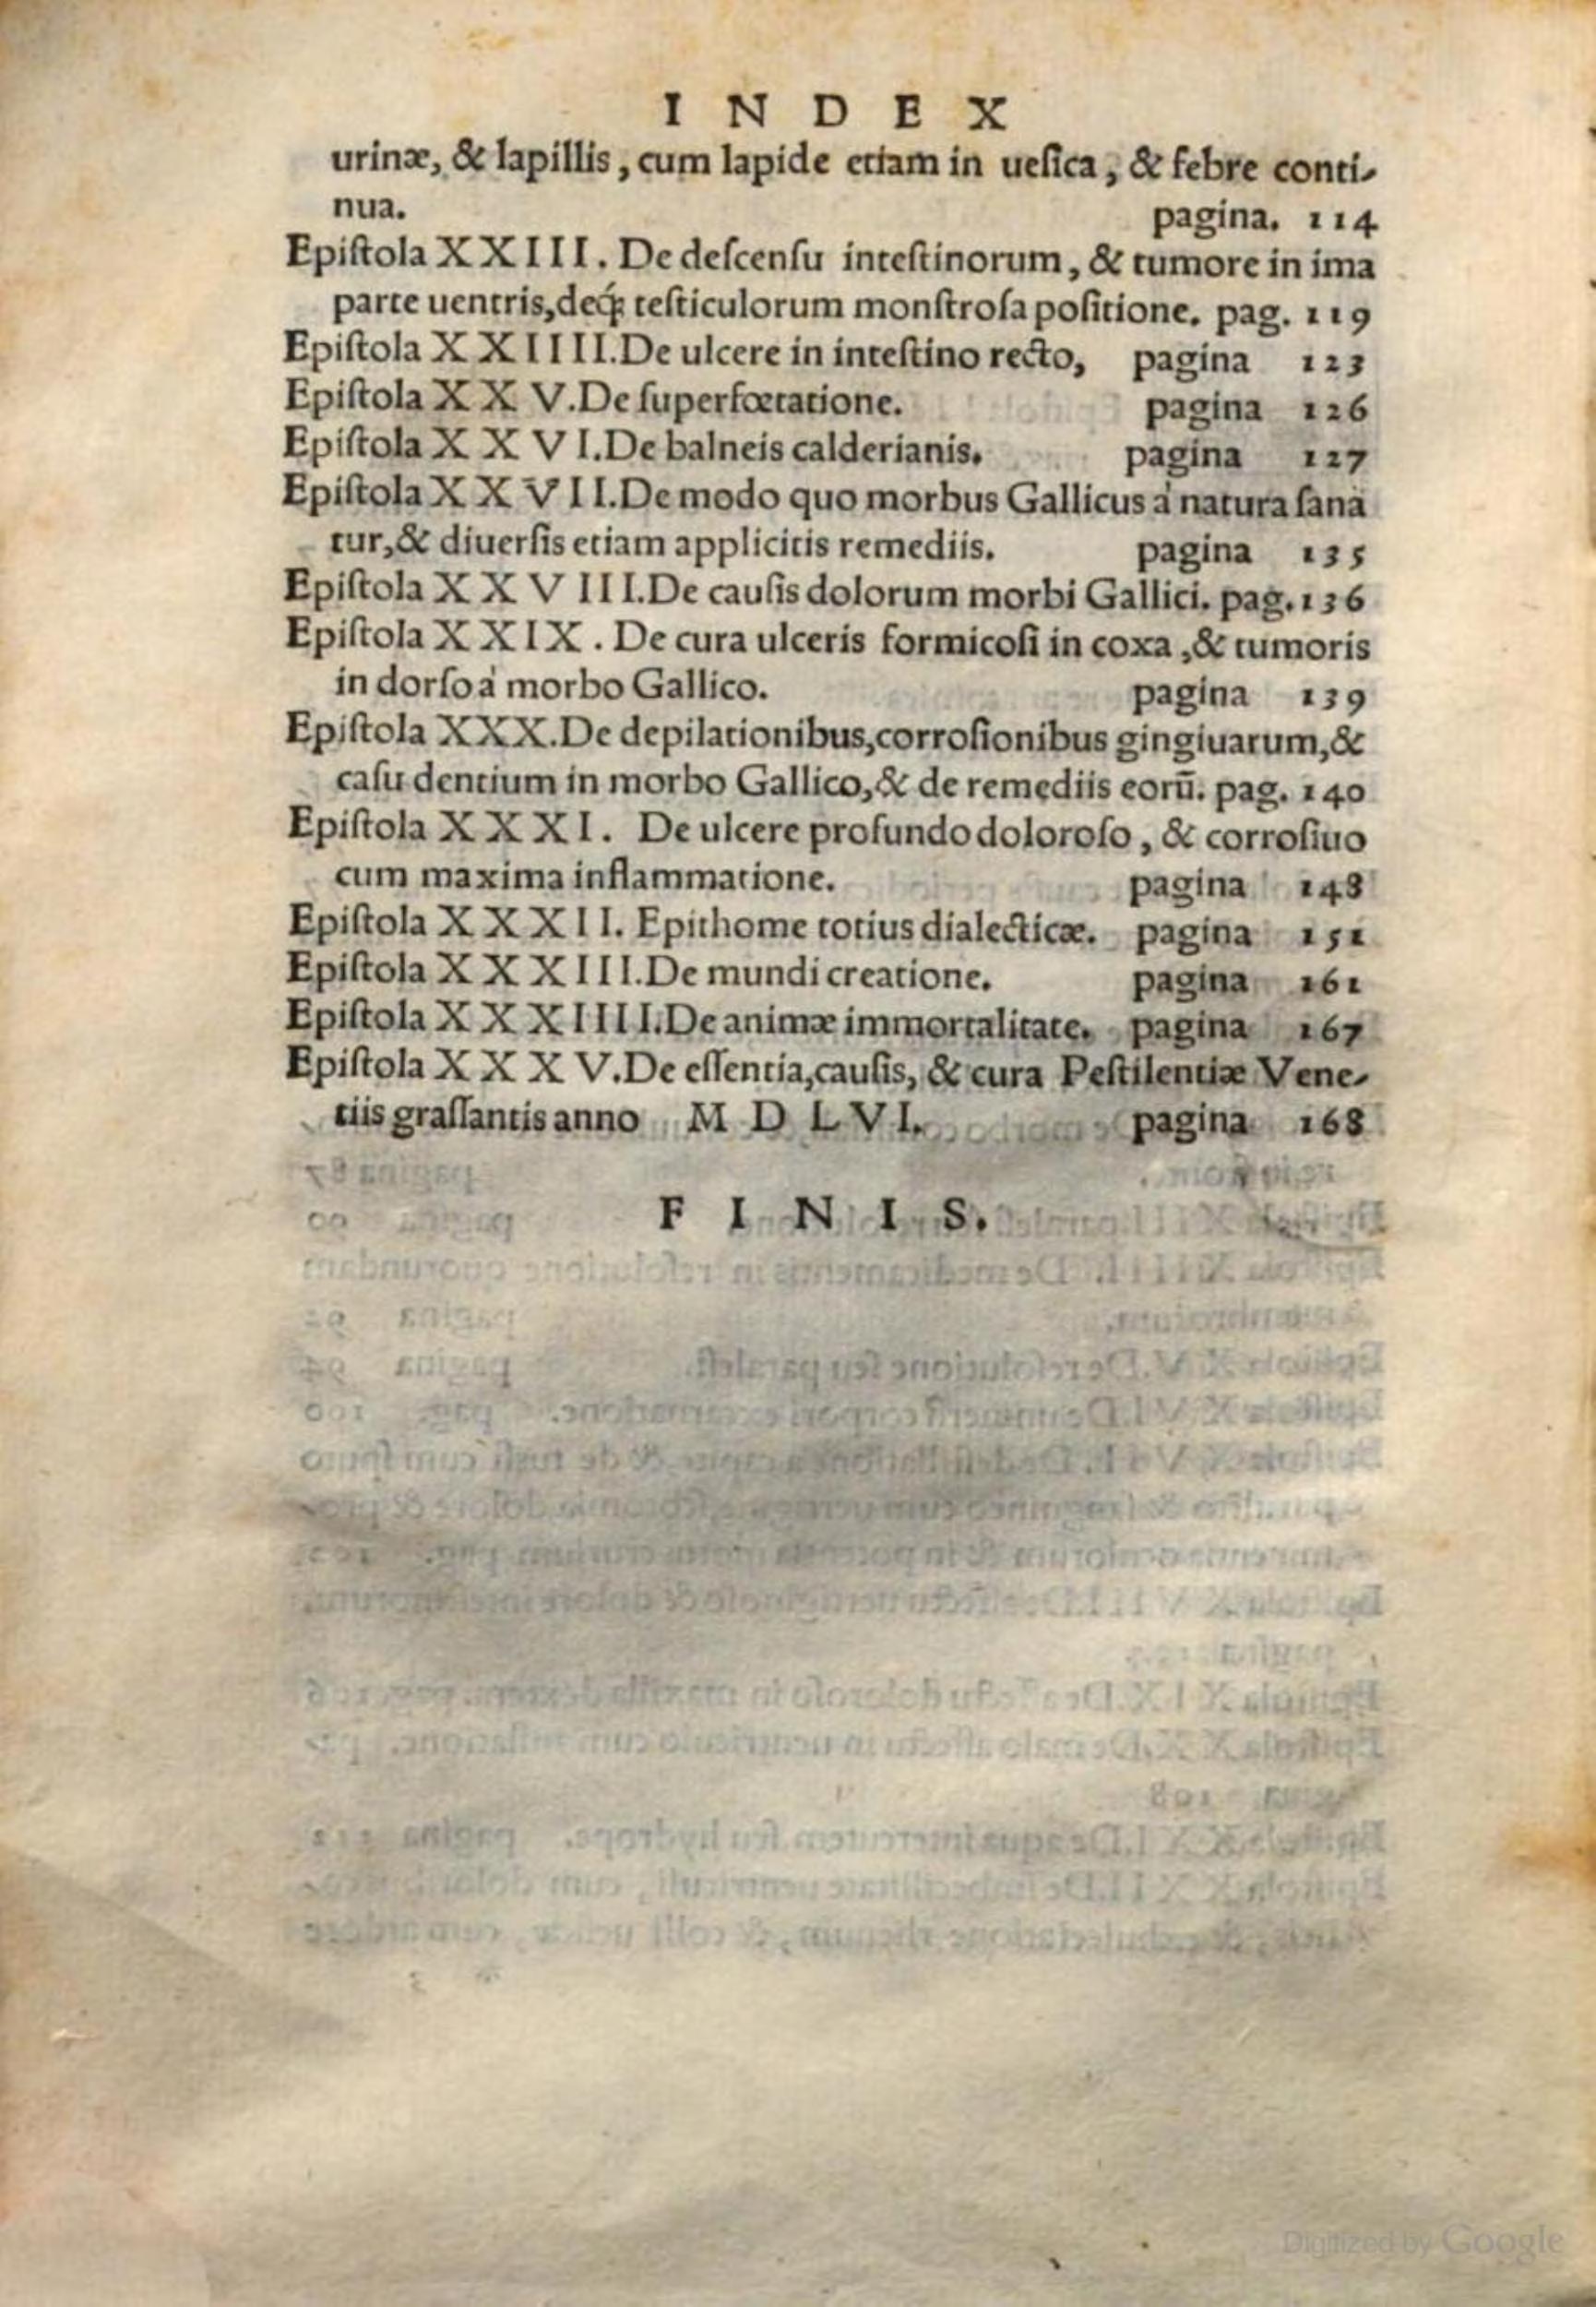 INDEX
urinæ, & lapillis, cum lapide etiam in uesica, & febre conti-
nua. pagina. 114
Epistola XXIII. De descensu intestinorum, & tumore in ima
parte uentris, deq́; testiculorum monstrosa positione. pag. 119
Epistola XXIIII. De ulcere in intestino recto, pagina 123
Epistola XXV. De superfœtatione. pagina 126
Epistola XXVI. De balneis calderianis. pagina 127
Epistola XXVII. De modo quo morbus Gallicus à natura sana
tur, & diuersis etiam applicitis remediis. pagina 135
Epistola XXVIII. De causis dolorum morbi Gallici. pag. 136
Epistola XXIX. De cura ulceris formicosi in coxa, & tumoris
in dorso à morbo Gallico. pagina 139
Epistola XXX. De depilationibus, corrosionibus gingiuarum, &
casu dentium in morbo Gallico, & de remediis eorū. pag. 140
Epistola XXXI. De ulcere profundo doloroso, & corrosiuo
cum maxima inflammatione. pagina 148
Epistola XXXII. Epithome totius dialecticæ. pagina 151
Epistola XXXIII. De mundi creatione. pagina 161
Epistola XXXIIII. De animæ immortalitate. pagina 167
Epistola XXXV. De essentia, causis, & cura Pestilentiæ Vene-
tiis grassantis anno MDLVI. pagina 168
FINIS.
Digitized by Google